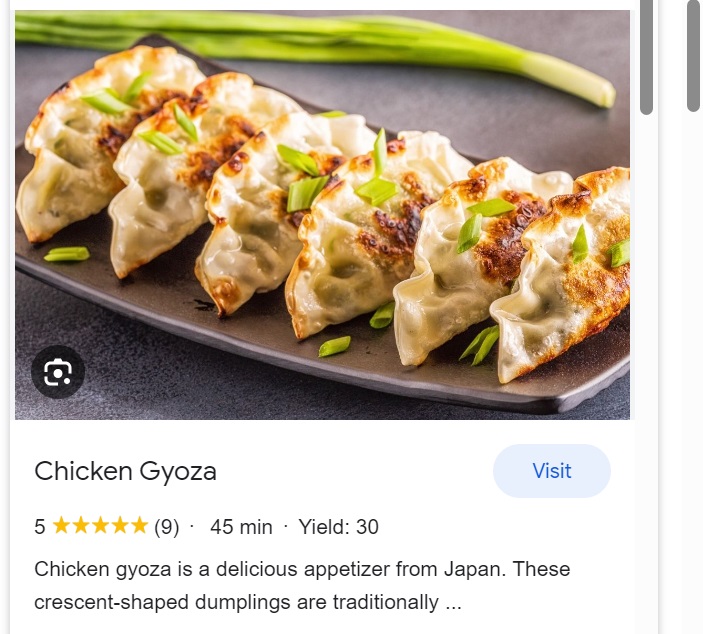 Chicken Gyoza
Visit
5 ★★★★★ (9) · 45 min · Yield: 30
Chicken gyoza is a delicious appetizer from Japan. These
crescent-shaped dumplings are traditionally ...